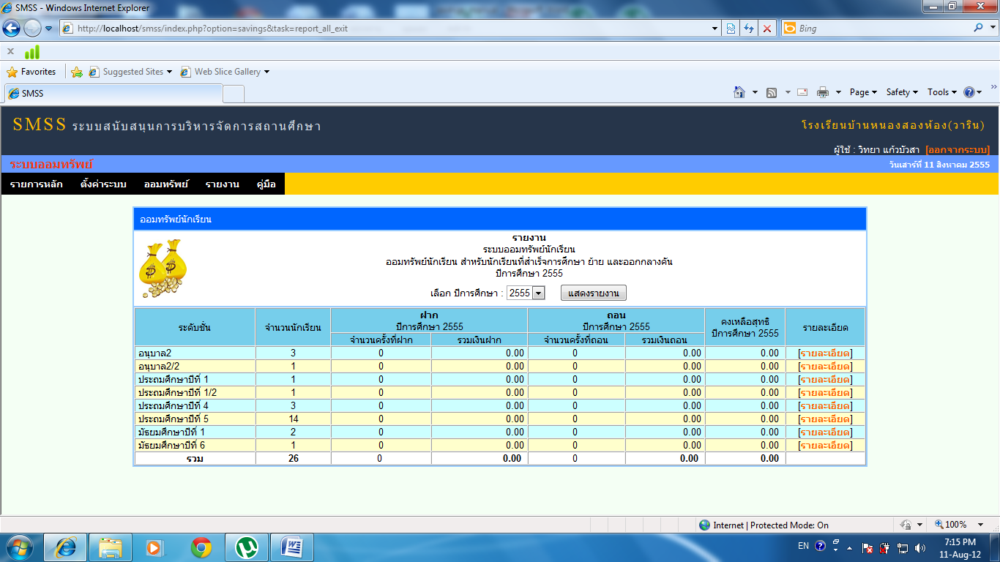 SMSS - Windows Internet Explorer
http://localhost/smss/index.php?option=savings&task=report_all_exit
Bing
x
Favorites Suggested Sites Web Slice Gallery
SMSS
Page Safety Tools
SMSS ระบบสนับสนุนการบริหารจัดการสถานศึกษา
โรงเรียนบ้านหนองสองห้อง(วาริน)
ผู้ใช้ : วิทยา แก้วบัวสา [ออกจากระบบ]
ระบบออมทรัพย์
วันเสาร์ที่ 11 สิงหาคม 2555
รายการหลัก ตั้งค่าระบบ ออมทรัพย์ รายงาน คู่มือ
ออมทรัพย์นักเรียน
รายงาน
ระบบออมทรัพย์นักเรียน
ออมทรัพย์นักเรียน สำหรับนักเรียนที่สำเร็จการศึกษา ย้าย และออกกลางคัน
ปีการศึกษา 2555
เลือก ปีการศึกษา : 2555 แสดงรายงาน
ระดับชั่น จำนวนนักเรียน ฝาก ปีการศึกษา 2555 ถอน ปีการศึกษา 2555 คงเหลือสุทธิ ปีการศึกษา 2555 รายละเอียด
จำนวนครั้งที่ฝาก รวมเงินฝาก จำนวนครั้งที่ถอน รวมเงินถอน
อนุบาล2 3 0 0.00 0 0.00 0.00 [รายละเอียด]
อนุบาล2/2 1 0 0.00 0 0.00 0.00 [รายละเอียด]
ประถมศึกษาปีที่ 1 1 0 0.00 0 0.00 0.00 [รายละเอียด]
ประถมศึกษาปีที่ 1/2 1 0 0.00 0 0.00 0.00 [รายละเอียด]
ประถมศึกษาปีที่ 4 3 0 0.00 0 0.00 0.00 [รายละเอียด]
ประถมศึกษาปีที่ 5 14 0 0.00 0 0.00 0.00 [รายละเอียด]
มัธยมศึกษาปีที่ 1 2 0 0.00 0 0.00 0.00 [รายละเอียด]
มัธยมศึกษาปีที่ 6 1 0 0.00 0 0.00 0.00 [รายละเอียด]
รวม 26 0 0.00 0 0.00 0.00
Internet | Protected Mode: On 100%
EN 7:15 PM
11-Aug-12